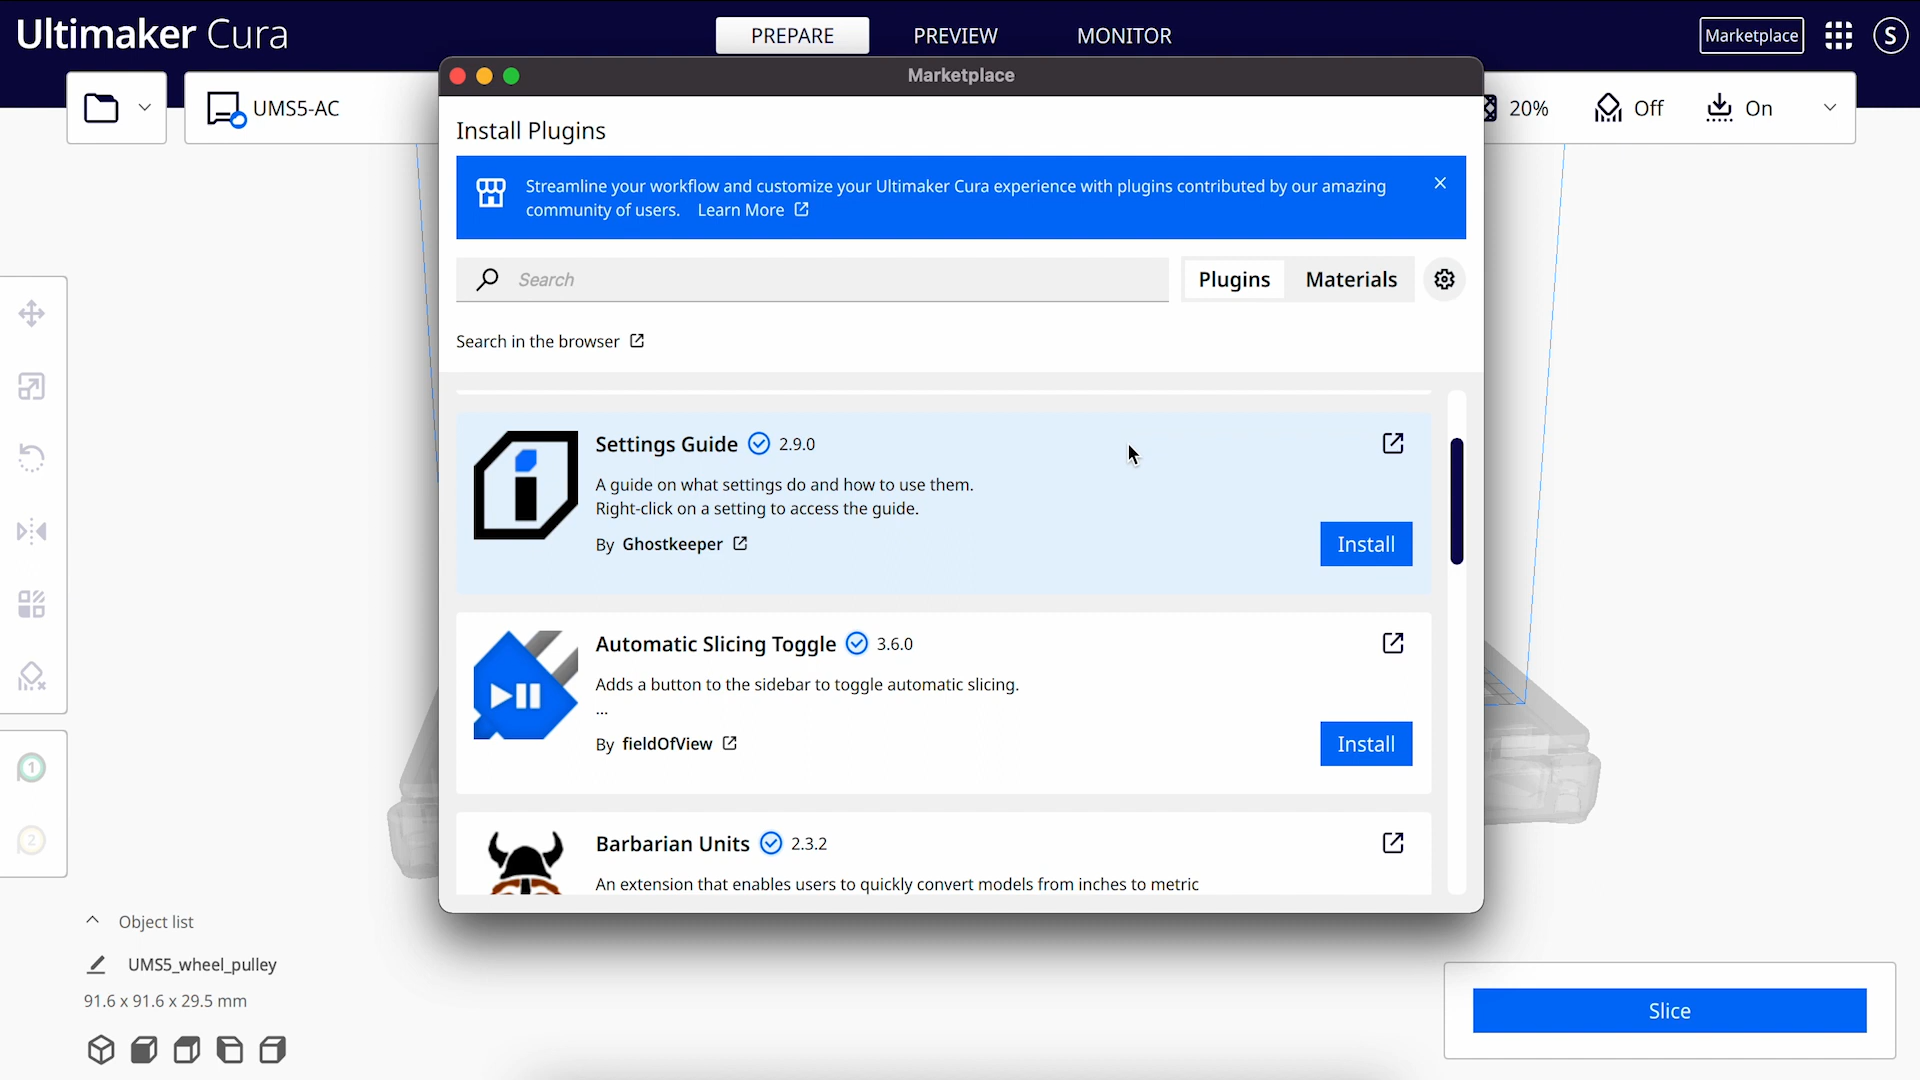 Ultimaker Cura
PREPARE
PREVIEW
MONITOR
Marketplace
S
Marketplace
UMS5-AC
20%
Off
On
Install Plugins
Streamline your workflow and customize your Ultimaker Cura experience with plugins contributed by our amazing
community of users. Learn More
Search
Plugins
Materials
Search in the browser
Settings Guide 2.9.0
A guide on what settings do and how to use them.
Right-click on a setting to access the guide.
By Ghostkeeper
Install
Automatic Slicing Toggle 3.6.0
Adds a button to the sidebar to toggle automatic slicing.
...
By fieldOfView
Install
Barbarian Units 2.3.2
An extension that enables users to quickly convert models from inches to metric
1
2
Object list
UMS5_wheel_pulley
91.6 x 91.6 x 29.5 mm
Slice